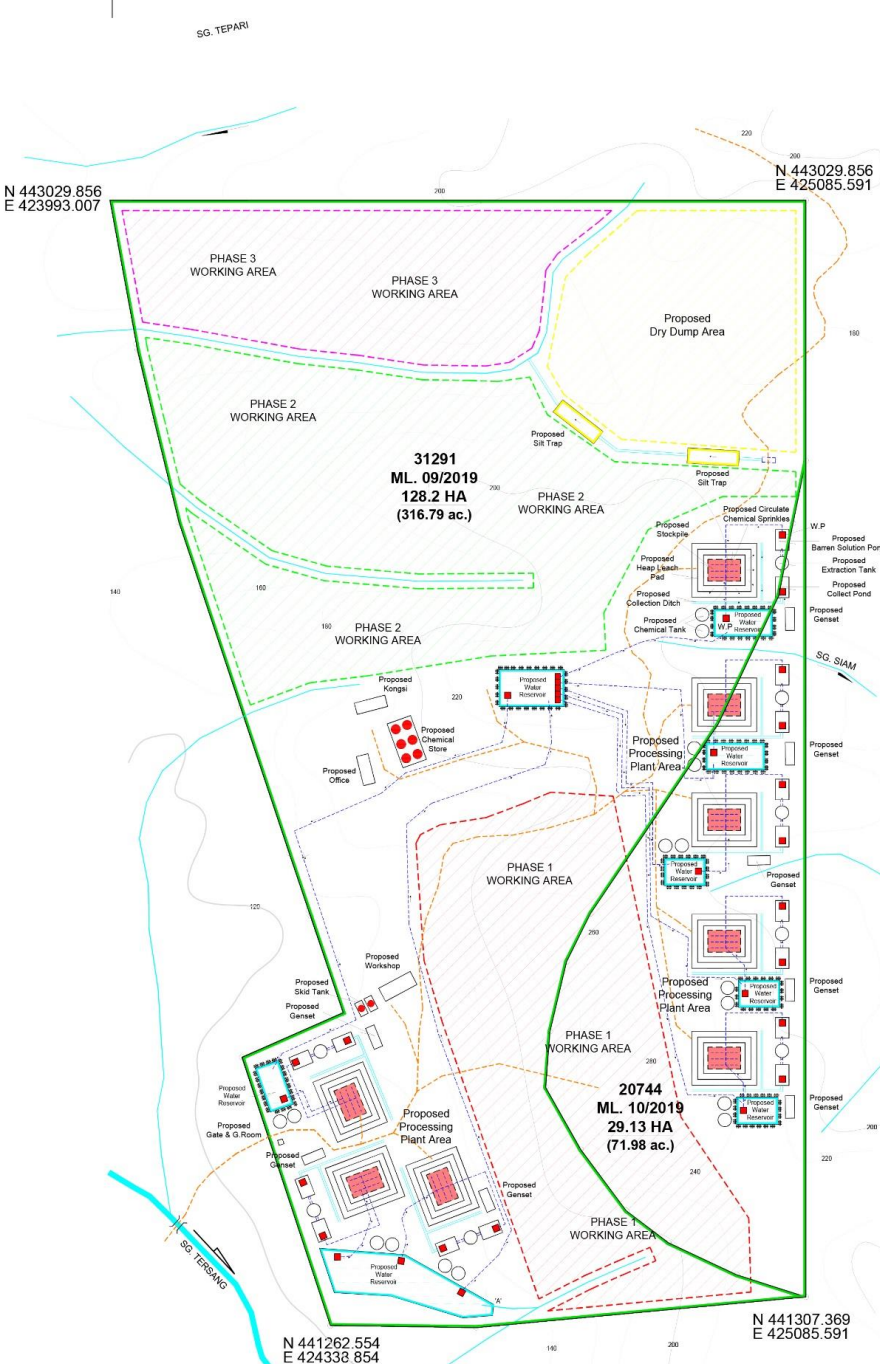 SG. TEPARI
220
200
N 443029.856
E 423993.007
200
N 443029.856
E 425085.591
PHASE 3
WORKING AREA
PHASE 3
WORKING AREA
Proposed
Dry Dump Area
160
PHASE 2
WORKING AREA
Proposed
Silt Trap
Proposed
Silt Trap
31291
ML. 09/2019
128.2 HA
(316.79 ac.)
200
PHASE 2
WORKING AREA
Proposed Circulate
Chemical Sprinkles
Proposed
Stockpile
W.P
Proposed
Barren Solution Pon
Proposed
Heap Leach
Pad
Proposed
Extraction Tank
Proposed
Collect Pond
Proposed
Collection Ditch
140
160
180
Proposed
Chemical Tank
W.P
Proposed
Water
Reservoir
Proposed
Genset
PHASE 2
WORKING AREA
SG. SIAM
Proposed
Kongsi
220
Proposed
Water
Reservoir
Proposed
Chemical
Store
Proposed
Office
Proposed
Processing
Plant Area
Proposed
Water
Reservoir
Proposed
Genset
PHASE 1
WORKING AREA
Proposed
Water
Reservoir
Proposed
Genset
120
260
Proposed
Workshop
Proposed
Skid Tank
Proposed
Genset
Proposed
Processing
Plant Area
Proposed
Water
Reservoir
Proposed
Genset
PHASE 1
WORKING AREA
280
20744
ML. 10/2019
29.13 HA
(71.98 ac.)
Proposed
Water
Reservoir
Proposed
Genset
Proposed
Water
Reservoir
Proposed
Gate & G.Room
Proposed
Genset
Proposed
Processing
Plant Area
200
220
240
Proposed
Genset
PHASE 1
WORKING AREA
SG. TERSANG
Proposed
Water
Reservoir
'A'
N 441262.554
E 424338.854
140
200
N 441307.369
E 425085.591